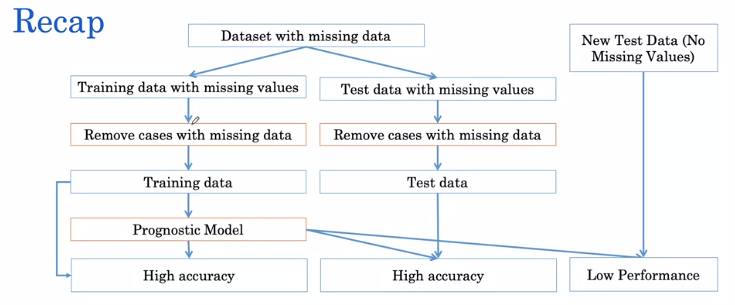 Recap
Dataset with missing data
New Test Data (No
Missing Values)
Training data with missing values
Test data with missing values
Remove cases with missing data
Remove cases with missing data
Training data
Test data
Prognostic Model
High accuracy
High accuracy
Low Performance